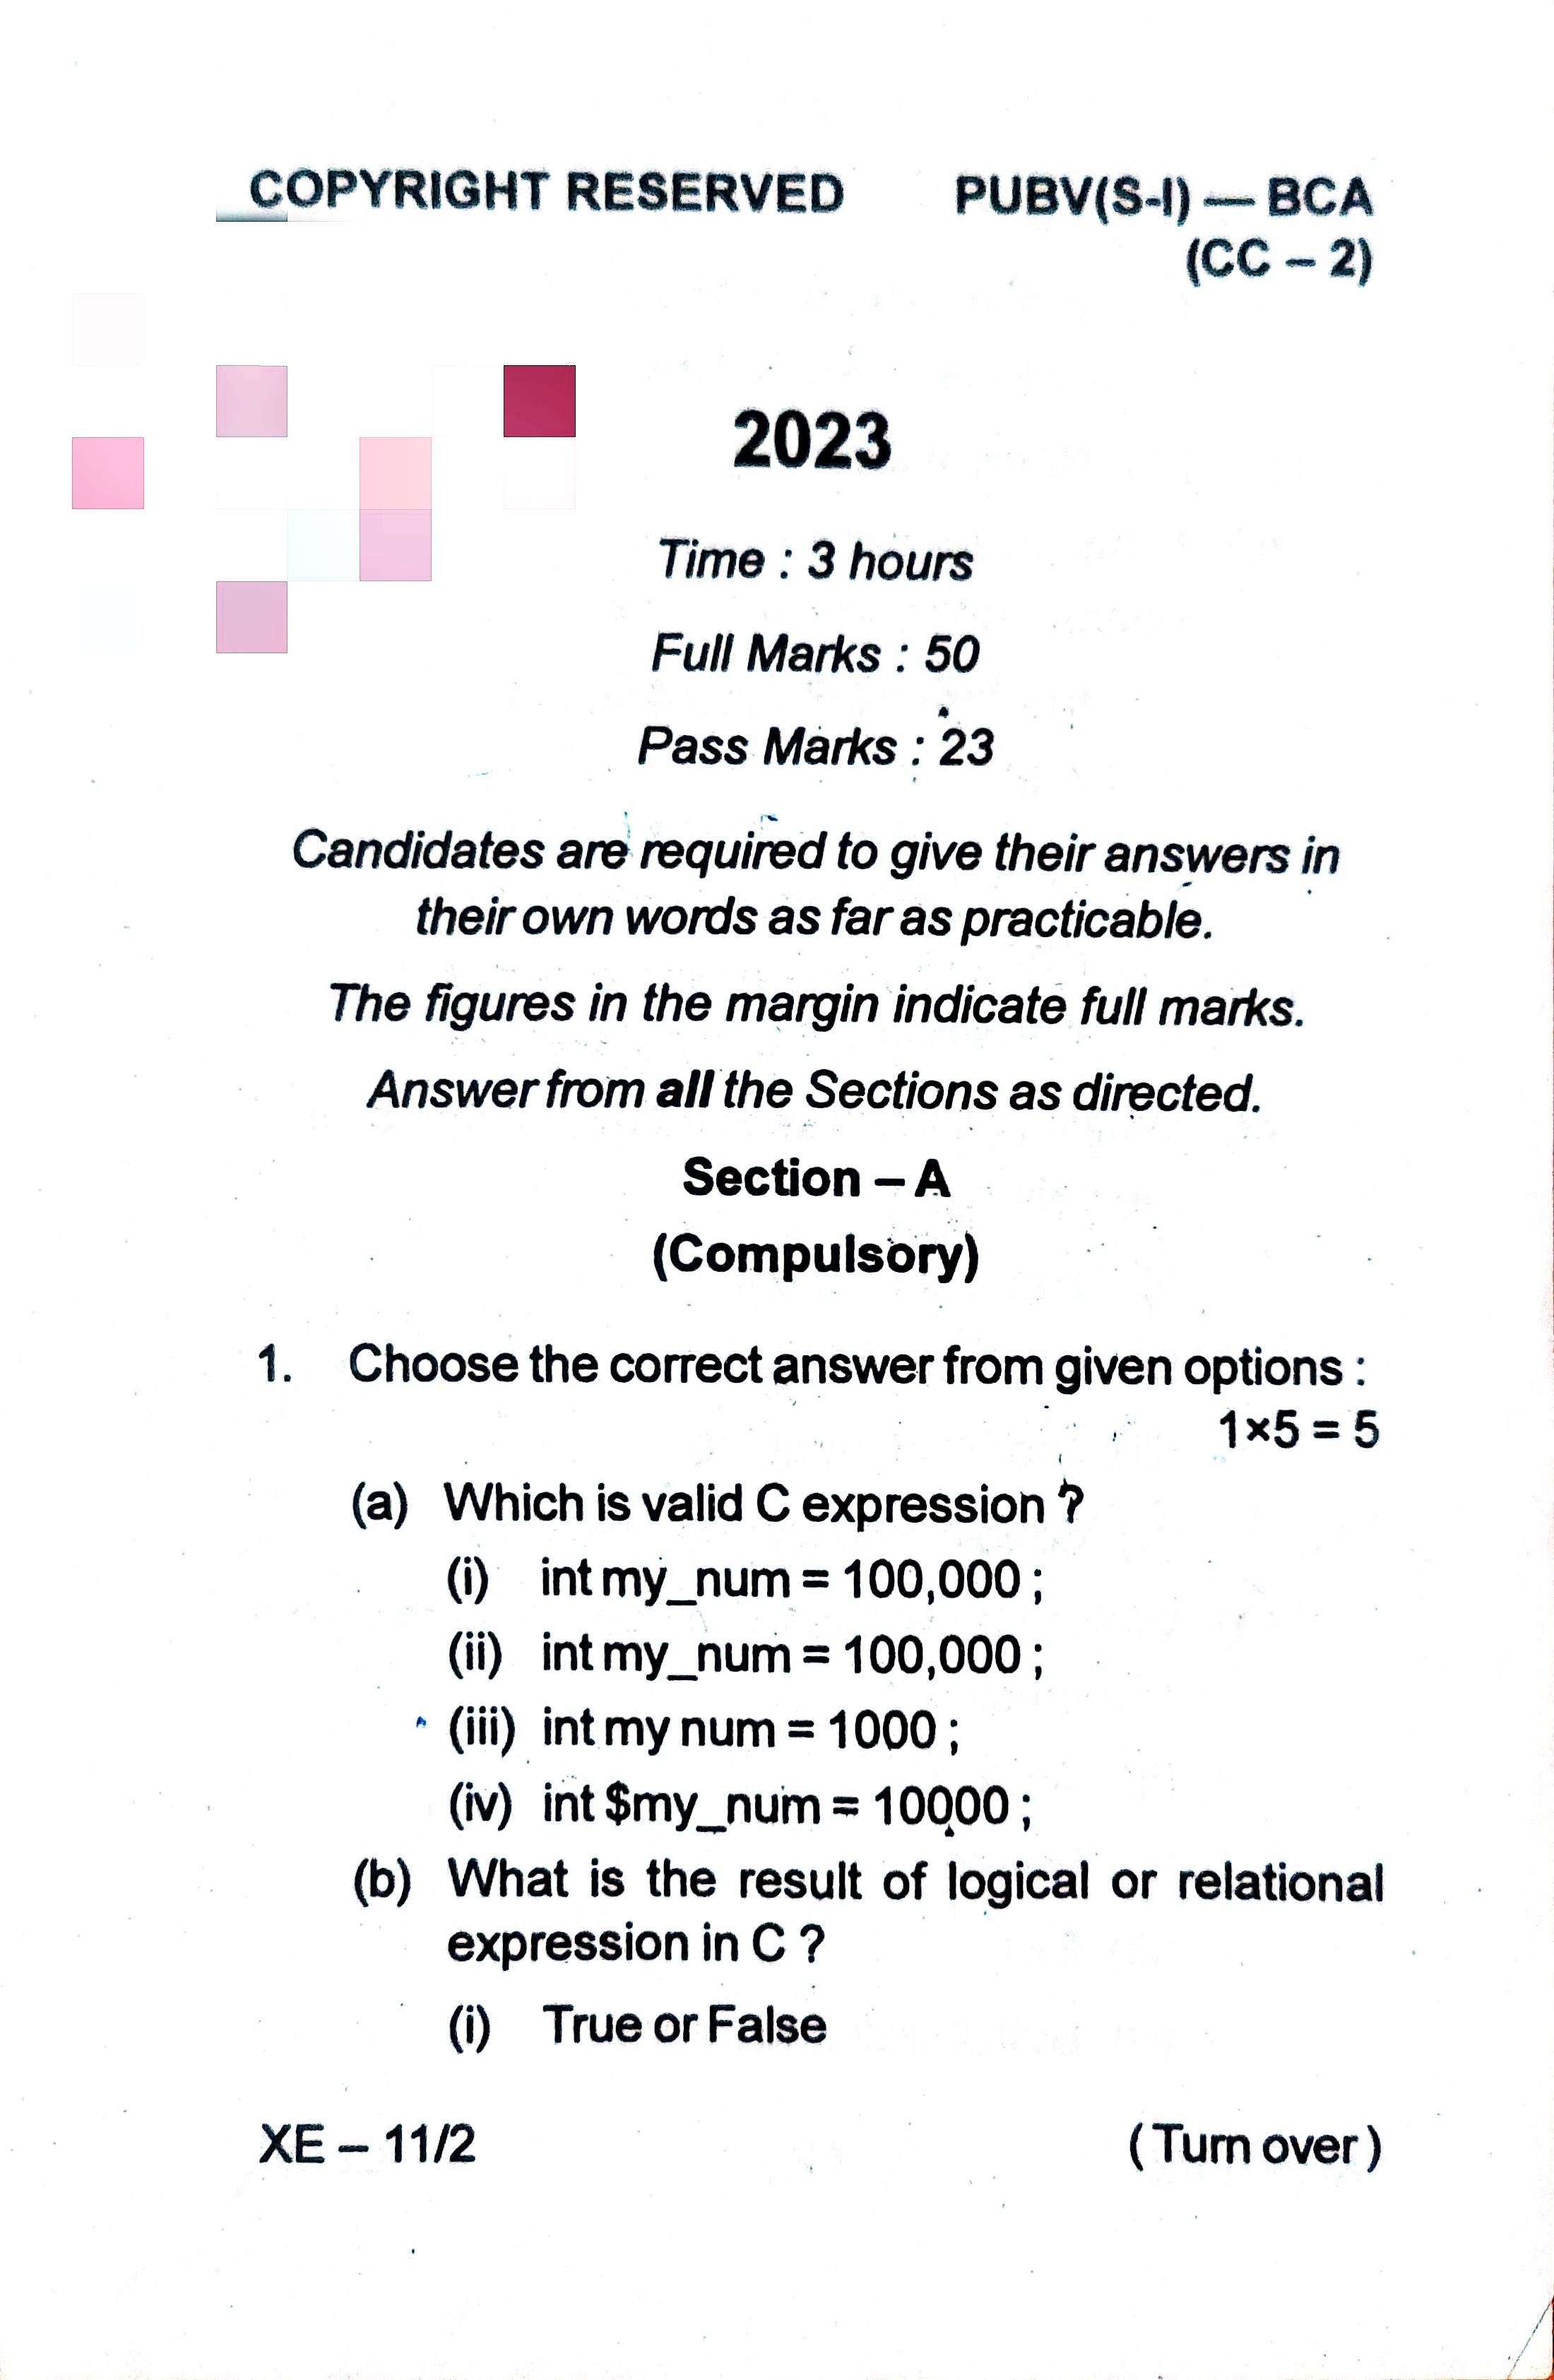 COPYRIGHT RESERVED PUBV(S-I) — BCA
(CC – 2)
2023
Time : 3 hours
Full Marks : 50
Pass Marks : 23
Candidates are required to give their answers in
their own words as far as practicable.
The figures in the margin indicate full marks.
Answer from all the Sections as directed.
Section – A
(Compulsory)
1. Choose the correct answer from given options :
1×5 = 5
(a) Which is valid C expression ?
(i) int my_num = 100,000 ;
(ii) int my_num = 100,000 ;
(iii) int my num = 1000 ;
(iv) int $my_num = 10000 ;
(b) What is the result of logical or relational
expression in C ?
(i) True or False
XE – 11/2 ( Turn over )